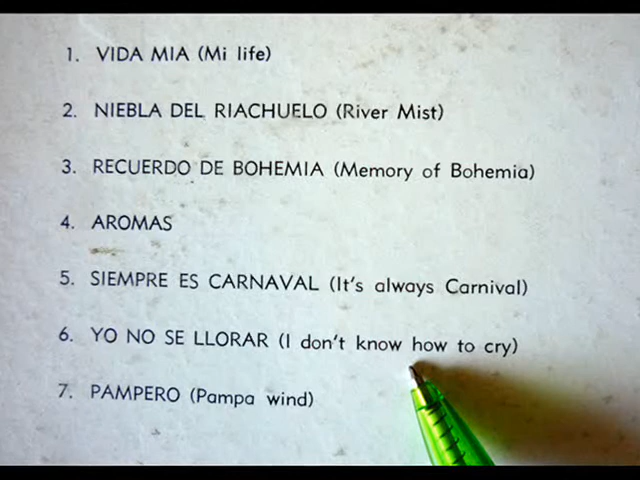 1. VIDA MIA (Mi life)
2. NIEBLA DEL RIACHUELO (River Mist)
3. RECUERDO DE BOHEMIA (Memory of Bohemia)
4. AROMAS
5. SIEMPRE ES CARNAVAL (It's always Carnival)
6. YO NO SE LLORAR (I don't know how to cry)
7. PAMPERO (Pampa wind)